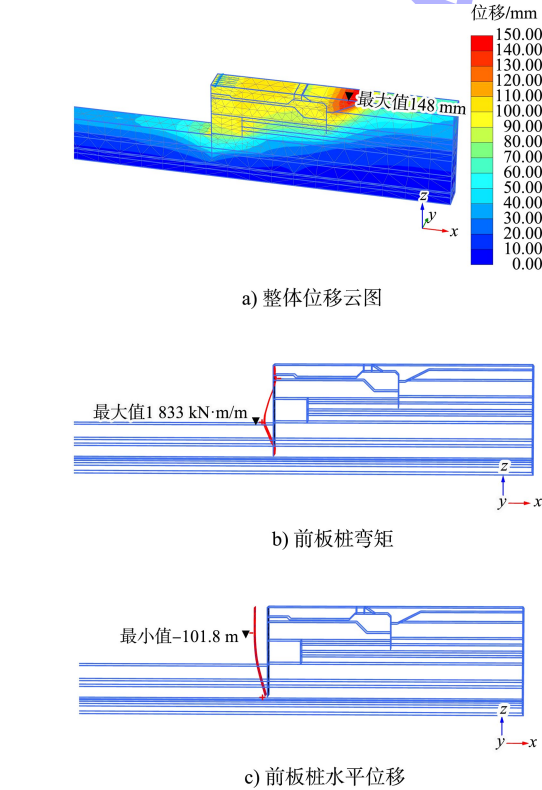 位移/mm
150.00
140.00
130.00
120.00
110.00
100.00
90.00
80.00
70.00
60.00
50.00
40.00
30.00
20.00
10.00
0.00
最大值148 mm
z
y
x
a) 整体位移云图
最大值1 833 kN·m/m
z
y
x
b) 前板桩弯矩
最小值–101.8 m
z
y
x
c) 前板桩水平位移